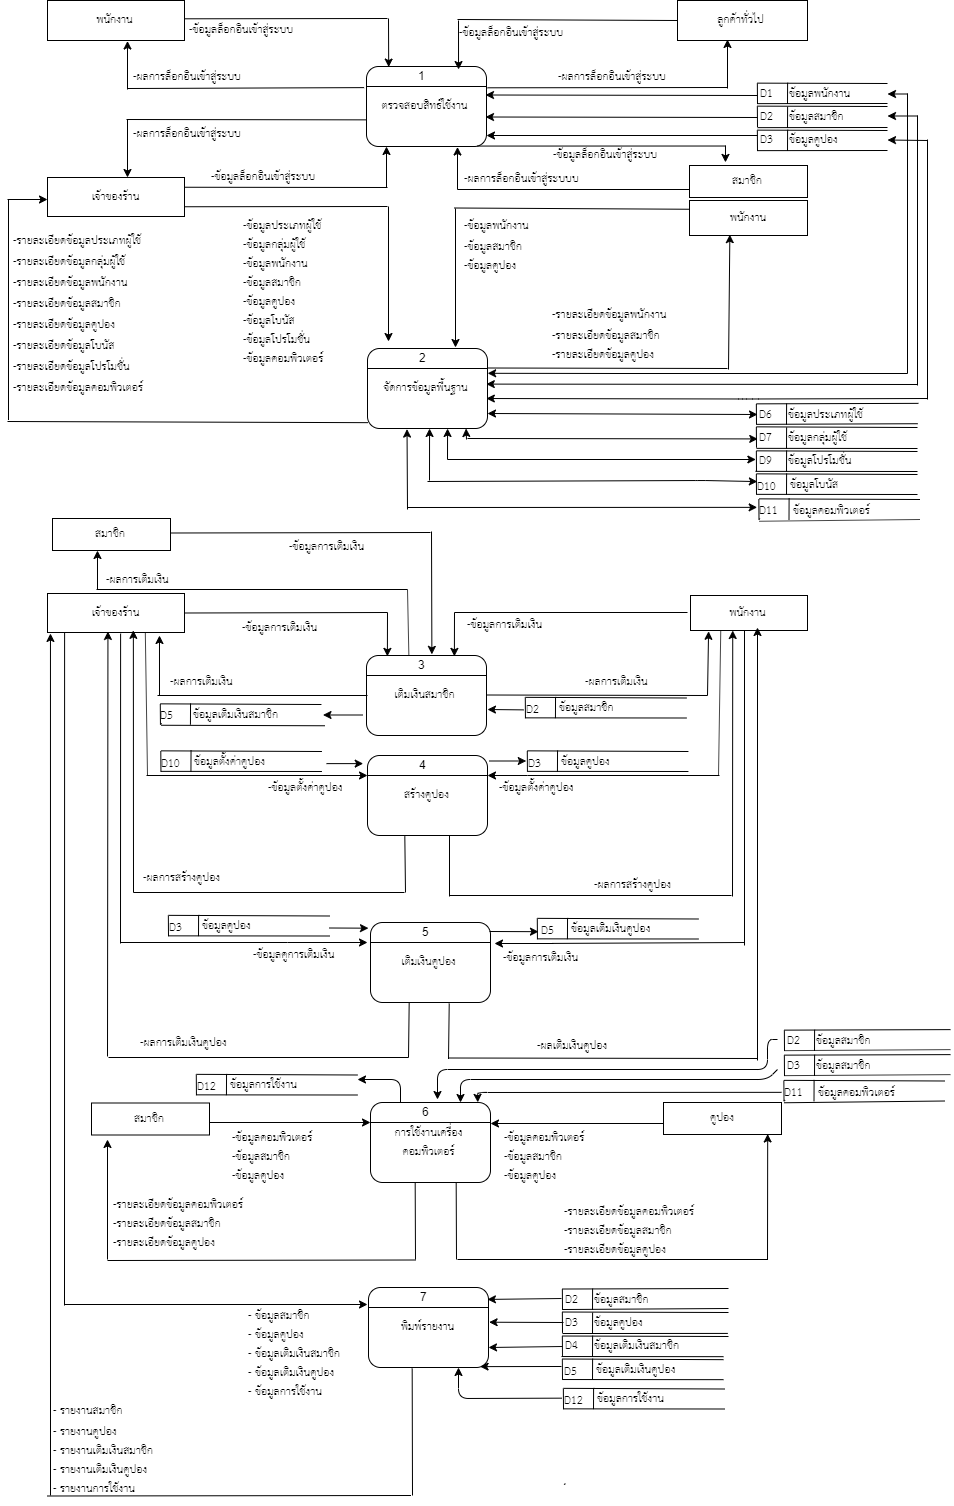 พนักงาน
-ข้อมูลล็อกอินเข้าสู่ระบบ
ลูกค้าทั่วไป
-ข้อมูลล็อกอินเข้าสู่ระบบ
-ผลการล็อกอินเข้าสู่ระบบ
1
ตรวจสอบสิทธิ์ใช้งาน
-ผลการล็อกอินเข้าสู่ระบบ
D1 ข้อมูลพนักงาน
D2 ข้อมูลสมาชิก
D3 ข้อมูลคูปอง
-ผลการล็อกอินเข้าสู่ระบบ
-ข้อมูลล็อกอินเข้าสู่ระบบ
-ข้อมูลล็อกอินเข้าสู่ระบบ
-ผลการล็อกอินเข้าสู่ระบบบ
สมาชิก
เจ้าของร้าน
พนักงาน
-รายละเอียดข้อมูลประเภทผู้ใช้
-รายละเอียดข้อมูลกลุ่มผู้ใช้
-รายละเอียดข้อมูลพนักงาน
-รายละเอียดข้อมูลสมาชิก
-รายละเอียดข้อมูลคูปอง
-รายละเอียดข้อมูลโบนัส
-รายละเอียดข้อมูลโปรโมชั่น
-รายละเอียดข้อมูลคอมพิวเตอร์
-ข้อมูลประเภทผู้ใช้
-ข้อมูลกลุ่มผู้ใช้
-ข้อมูลพนักงาน
-ข้อมูลสมาชิก
-ข้อมูลคูปอง
-ข้อมูลโบนัส
-ข้อมูลโปรโมชั่น
-ข้อมูลคอมพิวเตอร์
-ข้อมูลพนักงาน
-ข้อมูลสมาชิก
-ข้อมูลคูปอง
-รายละเอียดข้อมูลพนักงาน
-รายละเอียดข้อมูลสมาชิก
-รายละเอียดข้อมูลคูปอง
2
จัดการข้อมูลพื้นฐาน
D6 ข้อมูลประเภทผู้ใช้
D7 ข้อมูลกลุ่มผู้ใช้
D9 ข้อมูลโปรโมชั่น
D10 ข้อมูลโบนัส
D11 ข้อมูลคอมพิวเตอร์
สมาชิก
-ข้อมูลการเติมเงิน
-ผลการเติมเงิน
เจ้าของร้าน
-ข้อมูลการเติมเงิน
-ข้อมูลการเติมเงิน
พนักงาน
3
เติมเงินสมาชิก
-ผลการเติมเงิน
-ผลการเติมเงิน
D5 ข้อมูลเติมเงินสมาชิก
D2 ข้อมูลสมาชิก
D10 ข้อมูลตั้งค่าคูปอง
4
สร้างคูปอง
D3 ข้อมูลคูปอง
-ข้อมูลตั้งค่าคูปอง
-ข้อมูลตั้งค่าคูปอง
-ผลการสร้างคูปอง
-ผลการสร้างคูปอง
D3 ข้อมูลคูปอง
5
เติมเงินคูปอง
D5 ข้อมูลเติมเงินคูปอง
-ข้อมูลดูการเติมเงิน
-ข้อมูลการเติมเงิน
-ผลการเติมเงินคูปอง
-ผลเติมเงินคูปอง
D2 ข้อมูลสมาชิก
D3 ข้อมูลสมาชิก
D11 ข้อมูลคอมพิวเตอร์
D12 ข้อมูลการใช้งาน
สมาชิก
6
การใช้งานเครื่อง
คอมพิวเตอร์
คูปอง
-ข้อมูลคอมพิวเตอร์
-ข้อมูลสมาชิก
-ข้อมูลคูปอง
-ข้อมูลคอมพิวเตอร์
-ข้อมูลสมาชิก
-ข้อมูลคูปอง
-รายละเอียดข้อมูลคอมพิวเตอร์
-รายละเอียดข้อมูลสมาชิก
-รายละเอียดข้อมูลคูปอง
-รายละเอียดข้อมูลคอมพิวเตอร์
-รายละเอียดข้อมูลสมาชิก
-รายละเอียดข้อมูลคูปอง
7
พิมพ์รายงาน
D2 ข้อมูลสมาชิก
D3 ข้อมูลคูปอง
D4 ข้อมูลเติมเงินสมาชิก
D5 ข้อมูลเติมเงินคูปอง
D12 ข้อมูลการใช้งาน
- ข้อมูลสมาชิก
- ข้อมูลคูปอง
- ข้อมูลเติมเงินสมาชิก
- ข้อมูลเติมเงินคูปอง
- ข้อมูลการใช้งาน
- รายงานสมาชิก
- รายงานคูปอง
- รายงานเติมเงินสมาชิก
- รายงานเติมเงินคูปอง
- รายงานการใช้งาน